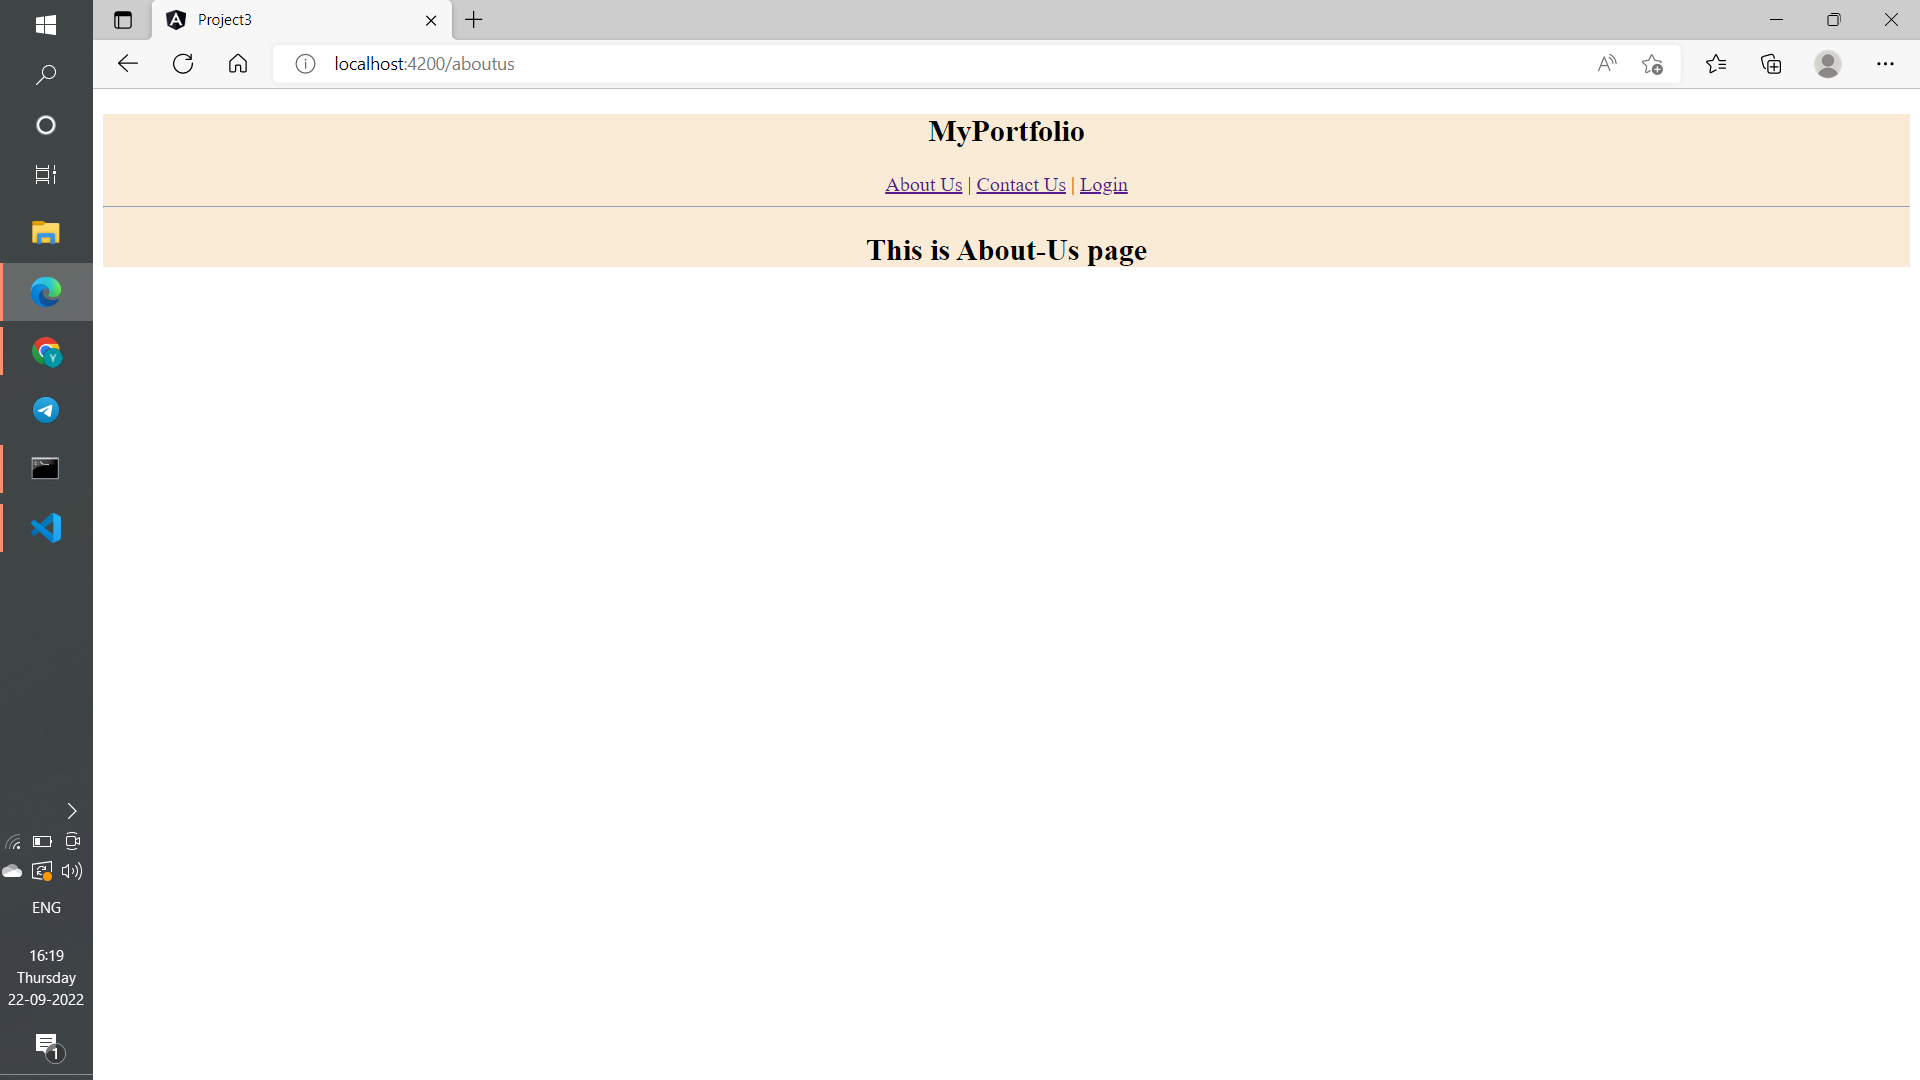 Project3
localhost:4200/aboutus
MyPortfolio
About Us | Contact Us | Login
This is About-Us page
ENG
16:19
Thursday
22-09-2022
1